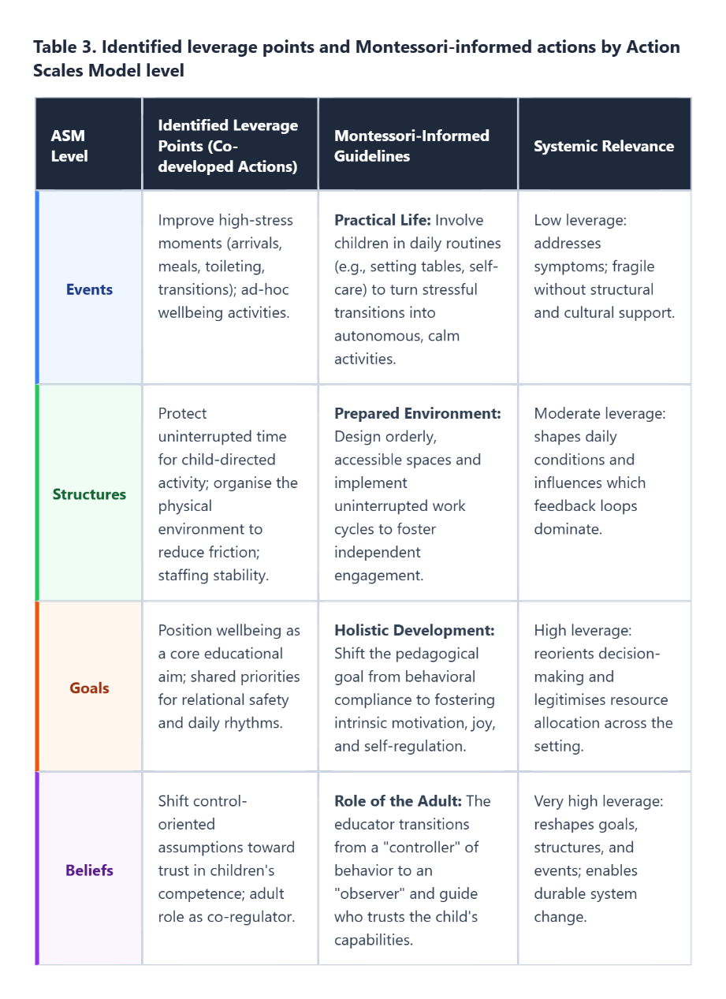 Table 3. Identified leverage points and Montessori-informed actions by Action
Scales Model level
ASM
Level
Identified Leverage
Points (Co-
developed Actions)
Montessori-Informed
Guidelines
Systemic Relevance
Events
Improve high-stress
moments (arrivals,
meals, toileting,
transitions); ad-hoc
wellbeing activities.
Practical Life: Involve
children in daily routines
(e.g., setting tables, self-
care) to turn stressful
transitions into
autonomous, calm
activities.
Low leverage:
addresses
symptoms; fragile
without structural
and cultural support.
Structures
Protect
uninterrupted time
for child-directed
activity; organise the
physical
environment to
reduce friction;
staffing stability.
Prepared Environment:
Design orderly,
accessible spaces and
implement
uninterrupted work
cycles to foster
independent
engagement.
Moderate leverage:
shapes daily
conditions and
influences which
feedback loops
dominate.
Goals
Position wellbeing as
a core educational
aim; shared priorities
for relational safety
and daily rhythms.
Holistic Development:
Shift the pedagogical
goal from behavioral
compliance to fostering
intrinsic motivation, joy,
and self-regulation.
High leverage:
reorients decision-
making and
legitimises resource
allocation across the
setting.
Beliefs
Shift control-
oriented
assumptions toward
trust in children's
competence; adult
role as co-regulator.
Role of the Adult: The
educator transitions
from a "controller" of
behavior to an
"observer" and guide
who trusts the child's
capabilities.
Very high leverage:
reshapes goals,
structures, and
events; enables
durable system
change.